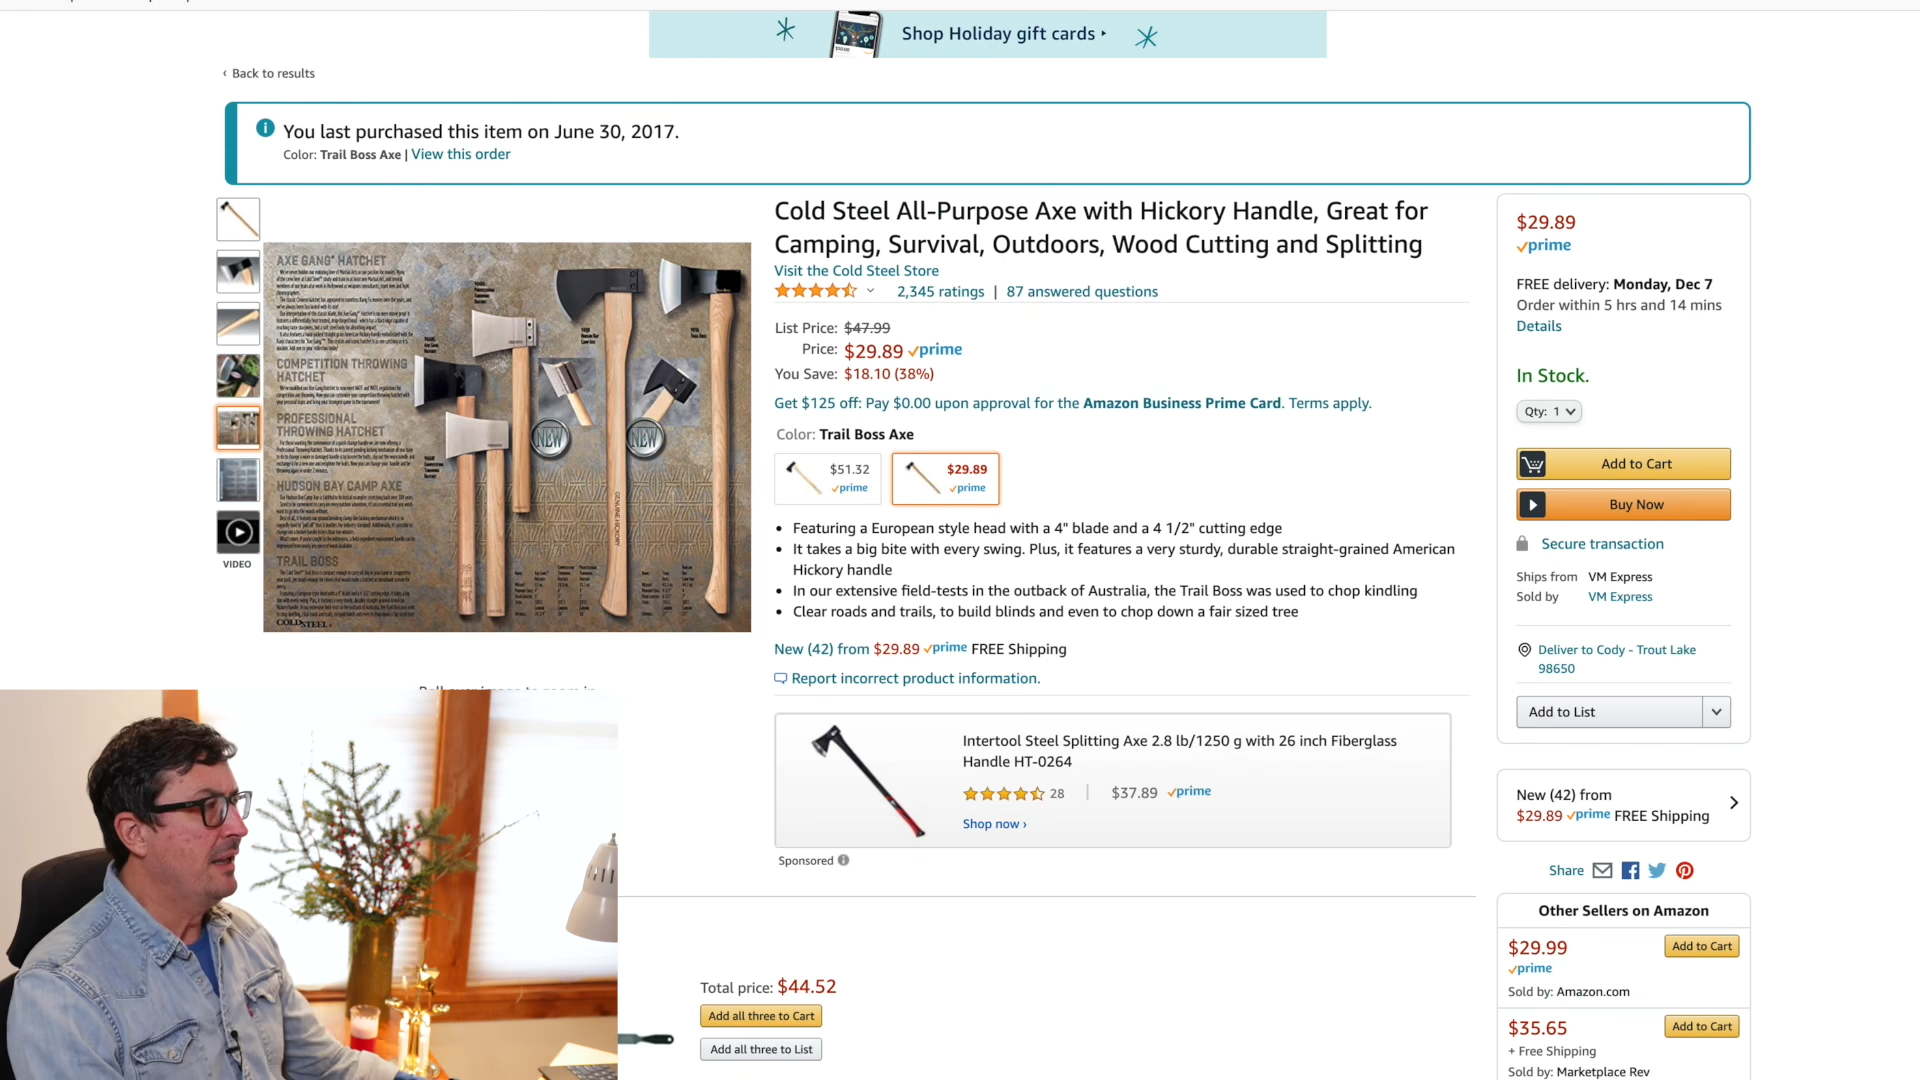 Shop Holiday gift cards ▸
‹ Back to results
You last purchased this item on June 30, 2017.
Color: Trail Boss Axe | View this order
Cold Steel All-Purpose Axe with Hickory Handle, Great for
Camping, Survival, Outdoors, Wood Cutting and Splitting
Visit the Cold Steel Store
2,345 ratings | 87 answered questions
List Price: $47.99
Price: $29.89 prime
You Save: $18.10 (38%)
Get $125 off: Pay $0.00 upon approval for the Amazon Business Prime Card. Terms apply.
Color: Trail Boss Axe
$51.32
prime
$29.89
prime
• Featuring a European style head with a 4" blade and a 4 1/2" cutting edge
• It takes a big bite with every swing. Plus, it features a very sturdy, durable straight-grained American
Hickory handle
• In our extensive field-tests in the outback of Australia, the Trail Boss was used to chop kindling
• Clear roads and trails, to build blinds and even to chop down a fair sized tree
New (42) from $29.89 prime FREE Shipping
Report incorrect product information.
VIDEO
AXE GANG® HATCHET
COMPETITION THROWING
HATCHET
PROFESSIONAL
THROWING HATCHET
HUDSON BAY CAMP AXE
TRAIL BOSS
COLD STEEL
NEW
NEW
GENUINE HICKORY
Intertool Steel Splitting Axe 2.8 lb/1250 g with 26 inch Fiberglass
Handle HT-0264
28 | $37.89 prime
Shop now ›
Sponsored
Total price: $44.52
Add all three to Cart
Add all three to List
$29.89
prime
FREE delivery: Monday, Dec 7
Order within 5 hrs and 14 mins
Details
In Stock.
Qty: 1
Add to Cart
Buy Now
Secure transaction
Ships from VM Express
Sold by VM Express
Deliver to Cody - Trout Lake
98650
Add to List
New (42) from
$29.89 prime FREE Shipping
Share
Other Sellers on Amazon
$29.99 Add to Cart
prime
Sold by: Amazon.com
$35.65 Add to Cart
+ Free Shipping
Sold by: Marketplace Rev